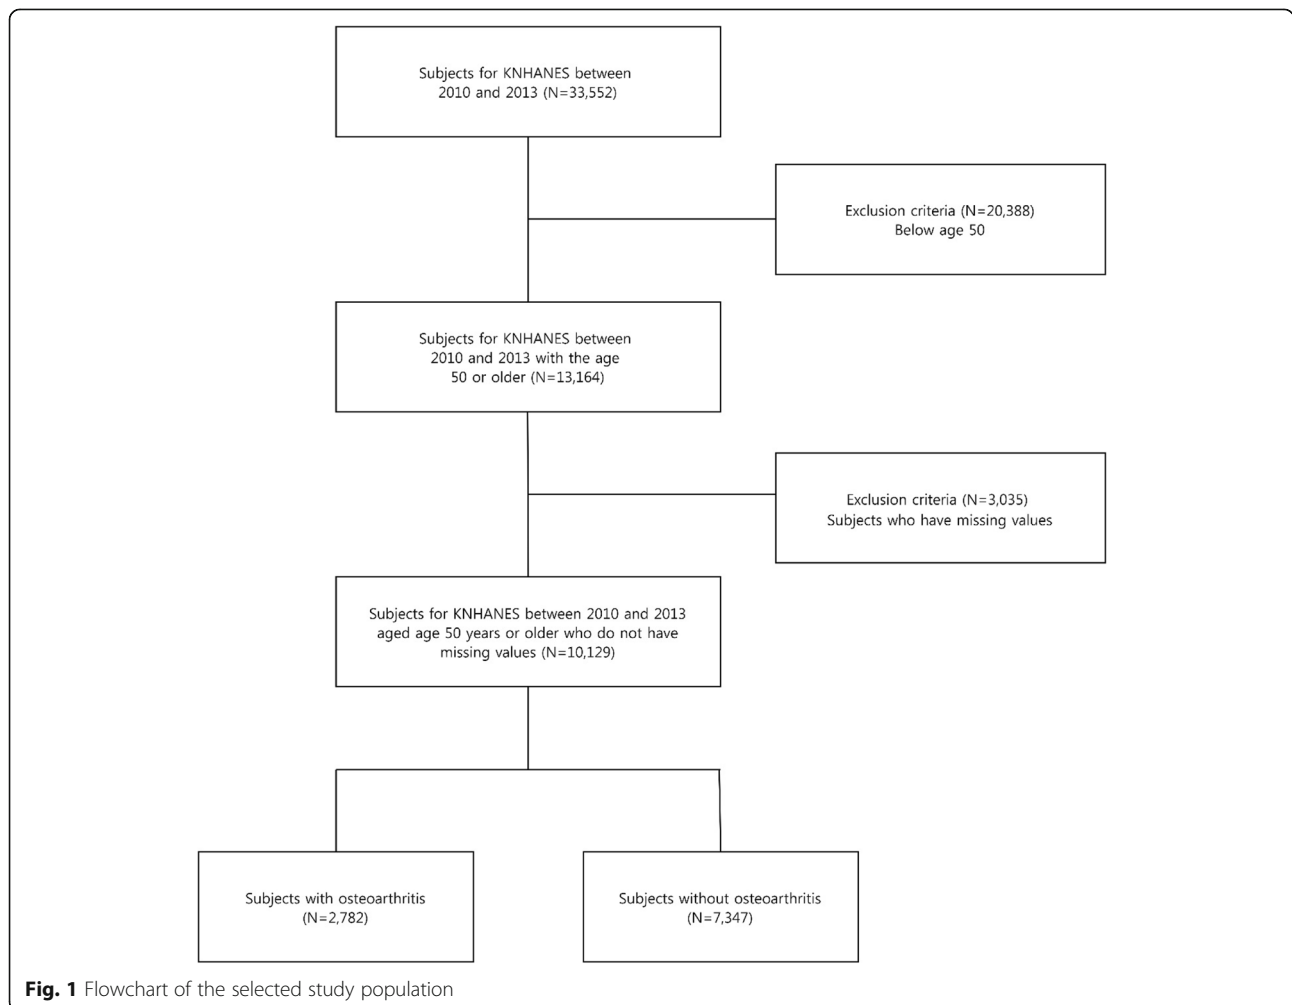 Subjects for KNHANES between
2010 and 2013 (N=33,552)
Exclusion criteria (N=20,388)
Below age 50
Subjects for KNHANES between
2010 and 2013 with the age
50 or older (N=13,164)
Exclusion criteria (N=3,035)
Subjects who have missing values
Subjects for KNHANES between 2010 and 2013
aged age 50 years or older who do not have
missing values (N=10,129)
Subjects with osteoarthritis
(N=2,782)
Subjects without osteoarthritis
(N=7,347)
Fig. 1 Flowchart of the selected study population